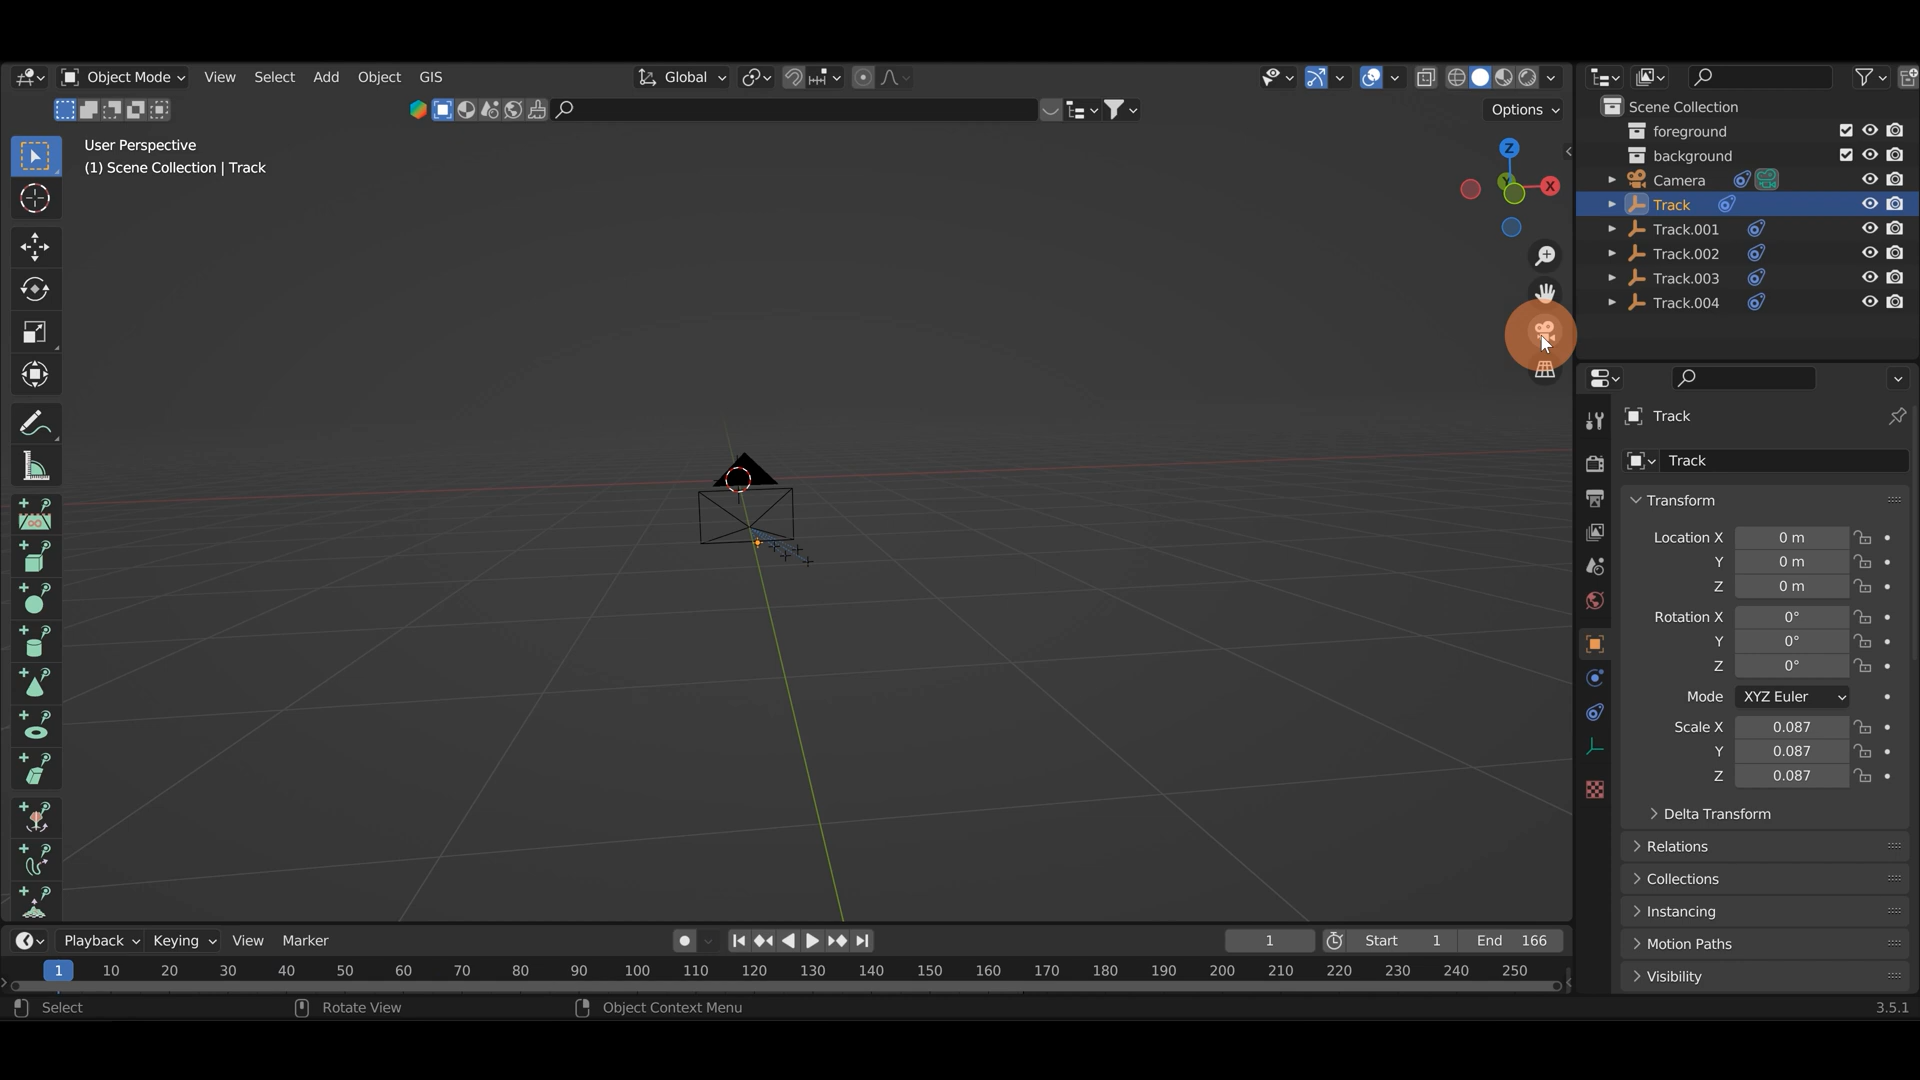 Object Mode View Select Add Object GIS Global
Options
User Perspective
(1) Scene Collection | Track
Z
Y
X
Scene Collection
foreground
background
Camera
Track
Track.001
Track.002
Track.003
Track.004
Track
Track
Transform
Location X 0 m
Y 0 m
Z 0 m
Rotation X 0°
Y 0°
Z 0°
Mode XYZ Euler
Scale X 0.087
Y 0.087
Z 0.087
Delta Transform
Relations
Collections
Instancing
Motion Paths
Visibility
Playback Keying View Marker 1 Start 1 End 166
1 10 20 30 40 50 60 70 80 90 100 110 120 130 140 150 160 170 180 190 200 210 220 230 240 250
Select Rotate View Object Context Menu 3.5.1